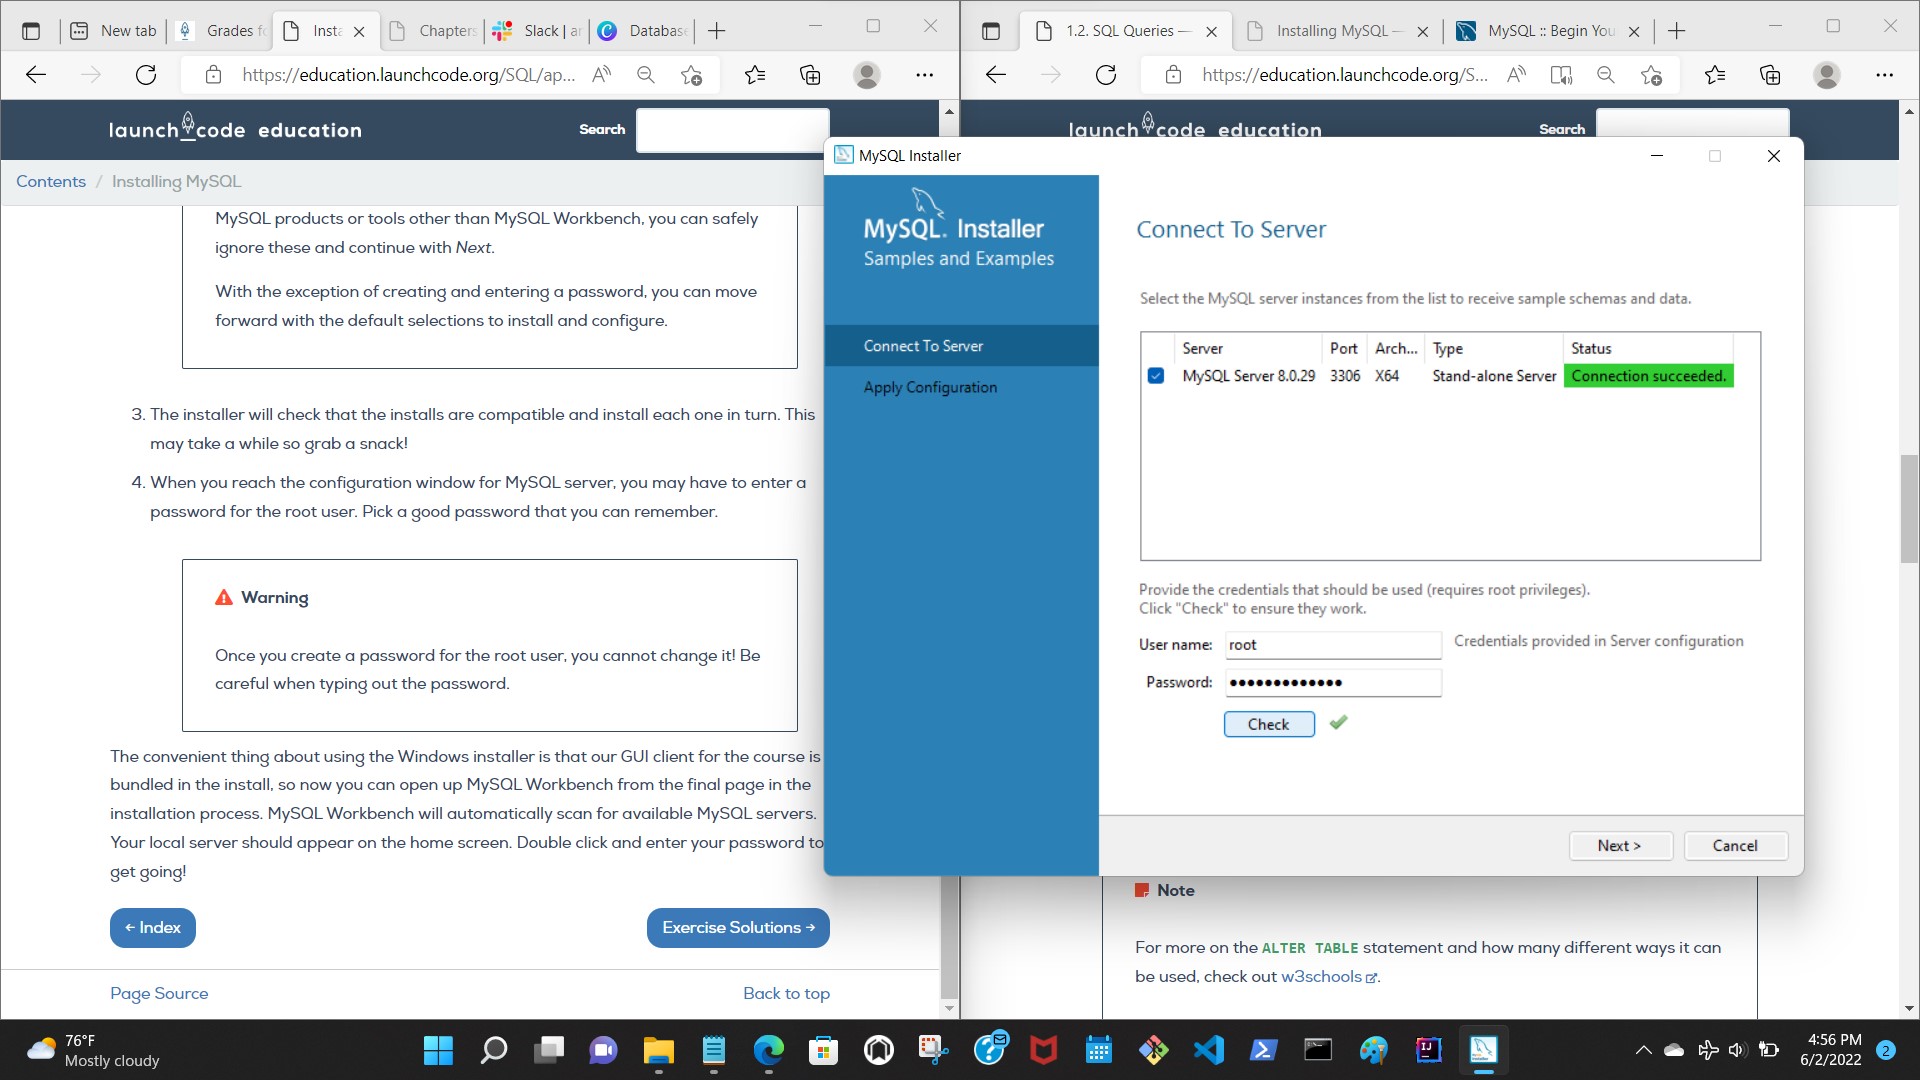 New tab
Grades fo
Insta
Chapters
Slack | ar
Database
https://education.launchcode.org/SQL/ap...
launch_code education
Search
Contents / Installing MySQL
MySQL products or tools other than MySQL Workbench, you can safely
ignore these and continue with Next.
With the exception of creating and entering a password, you can move
forward with the default selections to install and configure.
3. The installer will check that the installs are compatible and install each one in turn. This
may take a while so grab a snack!
4. When you reach the configuration window for MySQL server, you may have to enter a
password for the root user. Pick a good password that you can remember.
Warning
Once you create a password for the root user, you cannot change it! Be
careful when typing out the password.
The convenient thing about using the Windows installer is that our GUI client for the course is
bundled in the install, so now you can open up MySQL Workbench from the final page in the
installation process. MySQL Workbench will automatically scan for available MySQL servers.
Your local server should appear on the home screen. Double click and enter your password to
get going!
← Index
Exercise Solutions →
Page Source
Back to top
1.2. SQL Queries —
Installing MySQL —
MySQL :: Begin You
https://education.launchcode.org/S...
launch_code education
Search
MySQL Installer
MySQL. Installer
Samples and Examples
Connect To Server
Apply Configuration
Connect To Server
Select the MySQL server instances from the list to receive sample schemas and data.
Server Port Arch... Type Status
MySQL Server 8.0.29 3306 X64 Stand-alone Server Connection succeeded.
Provide the credentials that should be used (requires root privileges).
Click "Check" to ensure they work.
User name: root
Credentials provided in Server configuration
Password: •••••••••••••
Check
Next >
Cancel
Note
For more on the ALTER TABLE statement and how many different ways it can
be used, check out w3schools.
76°F
Mostly cloudy
4:56 PM
6/2/2022
2